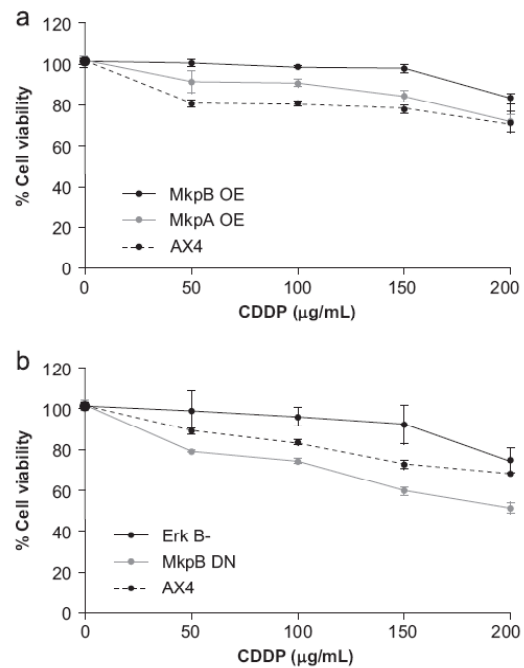 a
120
100
80
60
40
20
0
% Cell viability
MkpB OE
MkpA OE
AX4
0 50 100 150 200
CDDP (µg/mL)
b
120
100
80
60
40
20
0
% Cell viability
Erk B-
MkpB DN
AX4
0 50 100 150 200
CDDP (µg/mL)